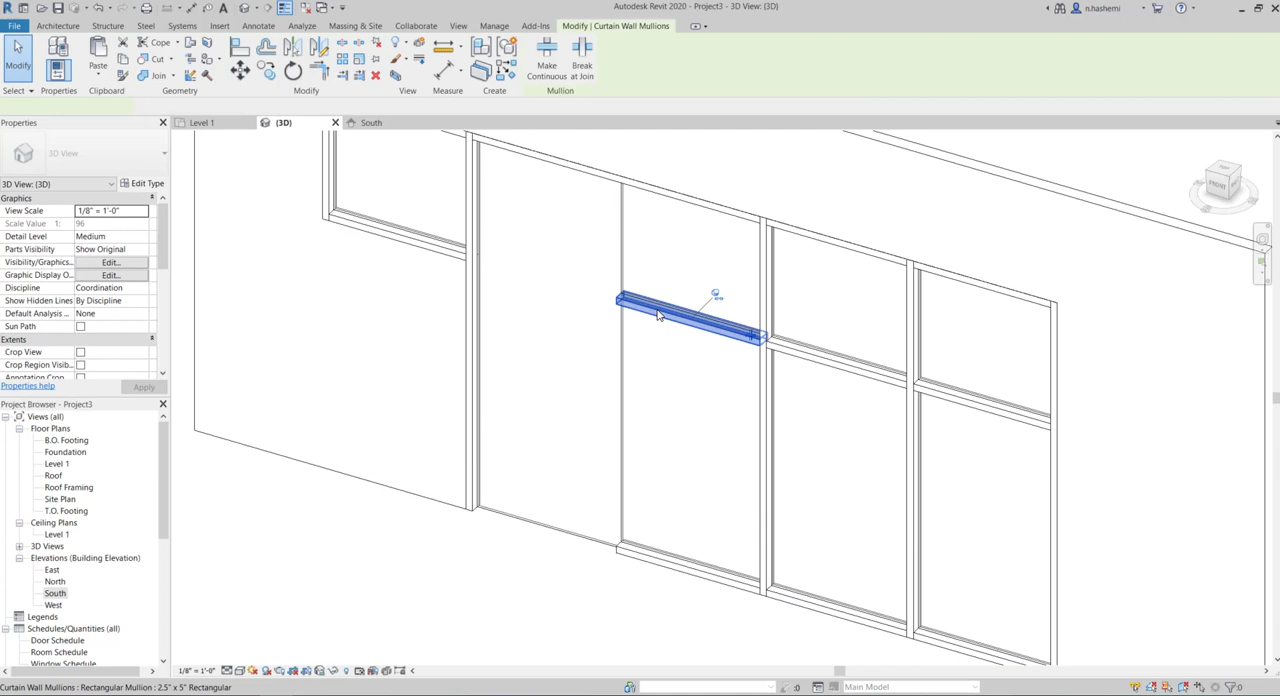 Autodesk Revit 2020 - Project3 - 3D View: {3D}
n.hashemi
File Architecture Structure Steel Systems Insert Annotate Analyze Massing & Site Collaborate View Manage Add-Ins Modify | Curtain Wall Mullions
Modify Paste Cope Cut Join Make Continuous Break at Join
Select Properties Clipboard Geometry Modify View Measure Create Mullion
Properties
Level 1 {3D} South
3D View
3D View: {3D} Edit Type
Graphics
View Scale 1/8" = 1'-0"
Scale Value 1: 96
Detail Level Medium
Parts Visibility Show Original
Visibility/Graphics... Edit...
Graphic Display O... Edit...
Discipline Coordination
Show Hidden Lines By Discipline
Default Analysis ... None
Sun Path
Extents
Crop View
Crop Region Visib...
Annotation Crop
Properties help Apply
Project Browser - Project3
Views (all)
Floor Plans
B.O. Footing
Foundation
Level 1
Roof
Roof Framing
Site Plan
T.O. Footing
Ceiling Plans
Level 1
3D Views
Elevations (Building Elevation)
East
North
South
West
Legends
Schedules/Quantities (all)
Door Schedule
Room Schedule
Window Schedule
FRONT
1/8" = 1'-0"
Curtain Wall Mullions : Rectangular Mullion : 2.5" x 5" Rectangular
:0 Main Model :0